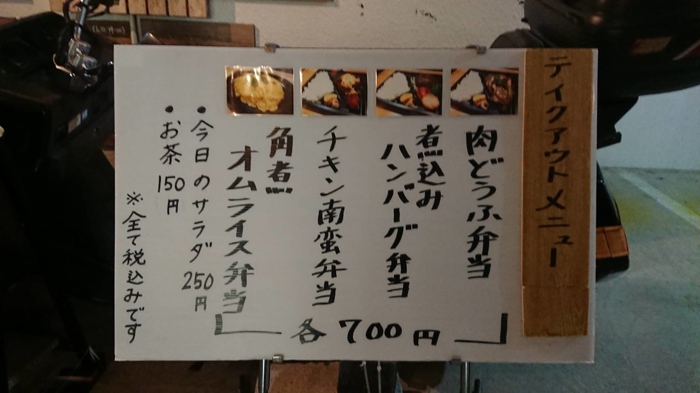 テイクアウトメニュー
肉どうふ弁当
煮込み
ハンバーグ弁当
チキン南蛮弁当
角煮
オムライス弁当
各700円
• 今日のサラダ 250円
• お茶 150円
※全て税込みです